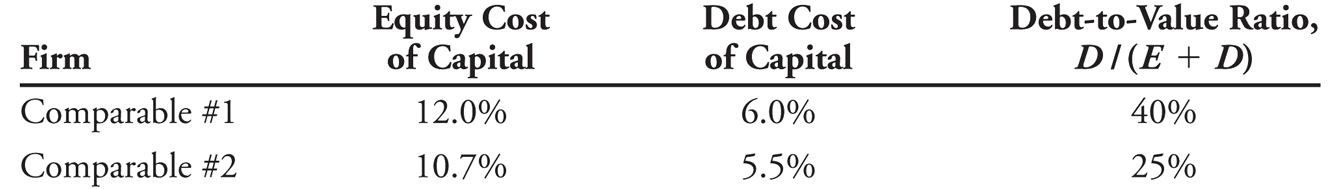 Equity Cost Debt Cost Debt-to-Value Ratio,
Firm of Capital of Capital D / (E + D)
Comparable #1 12.0% 6.0% 40%
Comparable #2 10.7% 5.5% 25%